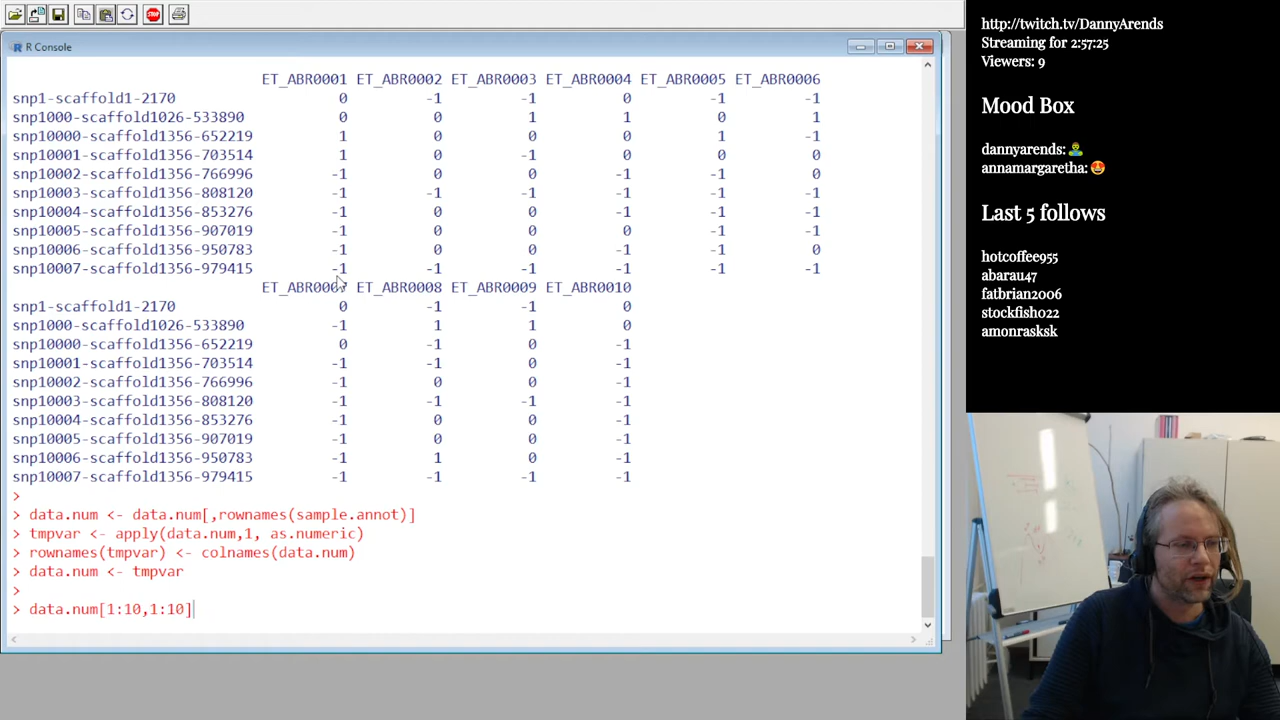 R Console
ET_ABR0001 ET_ABR0002 ET_ABR0003 ET_ABR0004 ET_ABR0005 ET_ABR0006
snp1-scaffold1-2170 0 -1 -1 0 -1 -1
snp1000-scaffold1026-533890 0 0 1 1 0 1
snp10000-scaffold1356-652219 1 0 0 0 1 -1
snp10001-scaffold1356-703514 1 0 -1 0 0 0
snp10002-scaffold1356-766996 -1 0 0 -1 -1 0
snp10003-scaffold1356-808120 -1 -1 -1 -1 -1 -1
snp10004-scaffold1356-853276 -1 0 0 -1 -1 -1
snp10005-scaffold1356-907019 -1 0 0 0 -1 -1
snp10006-scaffold1356-950783 -1 0 0 -1 -1 0
snp10007-scaffold1356-979415 -1 -1 -1 -1 -1 -1
ET_ABR0007 ET_ABR0008 ET_ABR0009 ET_ABR0010
snp1-scaffold1-2170 0 -1 -1 0
snp1000-scaffold1026-533890 -1 1 1 0
snp10000-scaffold1356-652219 0 0 0 -1
snp10001-scaffold1356-703514 -1 -1 0 -1
snp10002-scaffold1356-766996 -1 0 0 -1
snp10003-scaffold1356-808120 -1 -1 -1 -1
snp10004-scaffold1356-853276 -1 0 0 -1
snp10005-scaffold1356-907019 -1 0 0 -1
snp10006-scaffold1356-950783 -1 1 0 -1
snp10007-scaffold1356-979415 -1 -1 -1 -1
>
> data.num <- data.num[,rownames(sample.annot)]
> tmpvar <- apply(data.num,1, as.numeric)
> rownames(tmpvar) <- colnames(data.num)
> data.num <- tmpvar
>
> data.num[1:10,1:10]
STOP
http://twitch.tv/DannyArends
Streaming for 2:57:25
Viewers: 9
Mood Box
dannyarends: 🧟‍♂️
annamargaretha: 😍
Last 5 follows
hotcoffee955
abarau47
fatbrian2006
stockfish022
amonrasksk